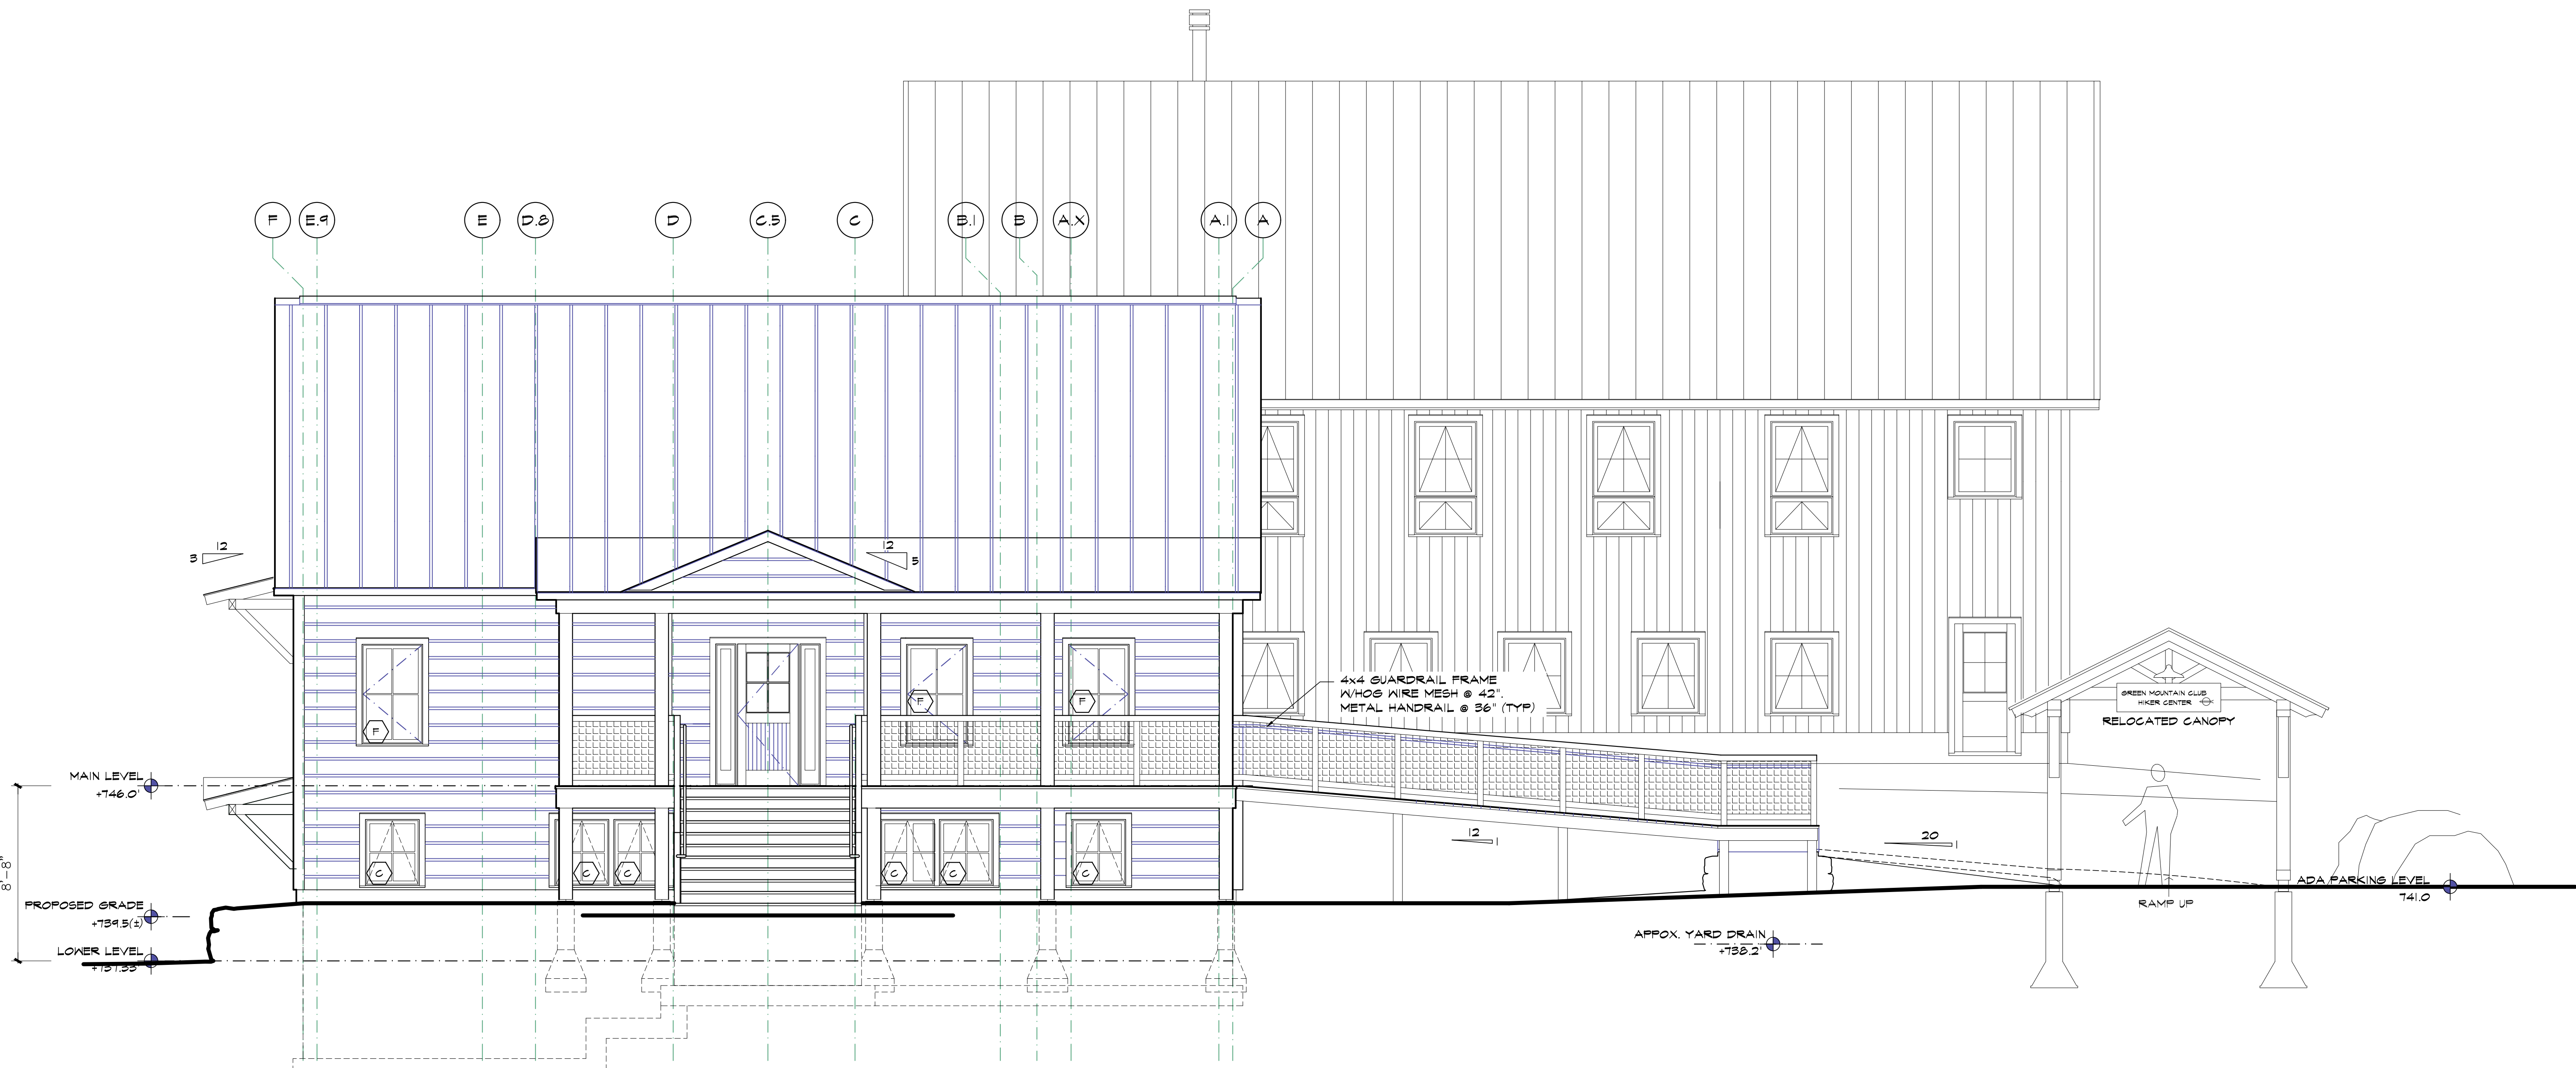 F
E.9
E
D.8
D
C.5
C
B.1
B
A.X
A.1
A
12
3
12
5
F
F
F
4x4 GUARDRAIL FRAME
W/HOG WIRE MESH @ 42".
METAL HANDRAIL @ 36" (TYP)
GREEN MOUNTAIN CLUB
HIKER CENTER
RELOCATED CANOPY
MAIN LEVEL
+746.0'
12
1
20
1
C
C
C
C
C
C
8'-8"
ADA PARKING LEVEL
741.0
RAMP UP
PROPOSED GRADE
+739.5(±)
APPOX. YARD DRAIN
+738.2'
LOWER LEVEL
+737.33'